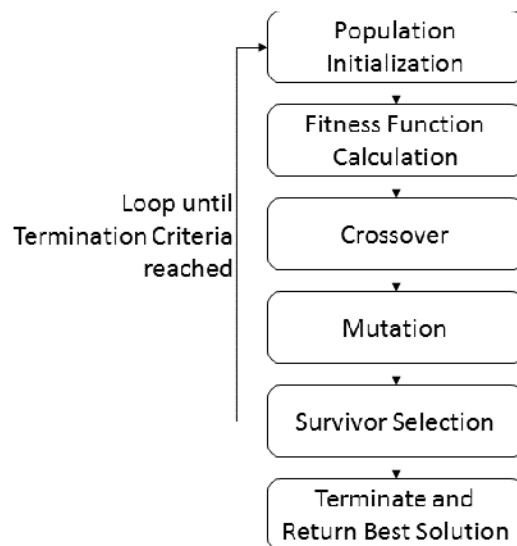 Population
Initialization
Fitness Function
Calculation
Loop until
Termination Criteria
reached
Crossover
Mutation
Survivor Selection
Terminate and
Return Best Solution